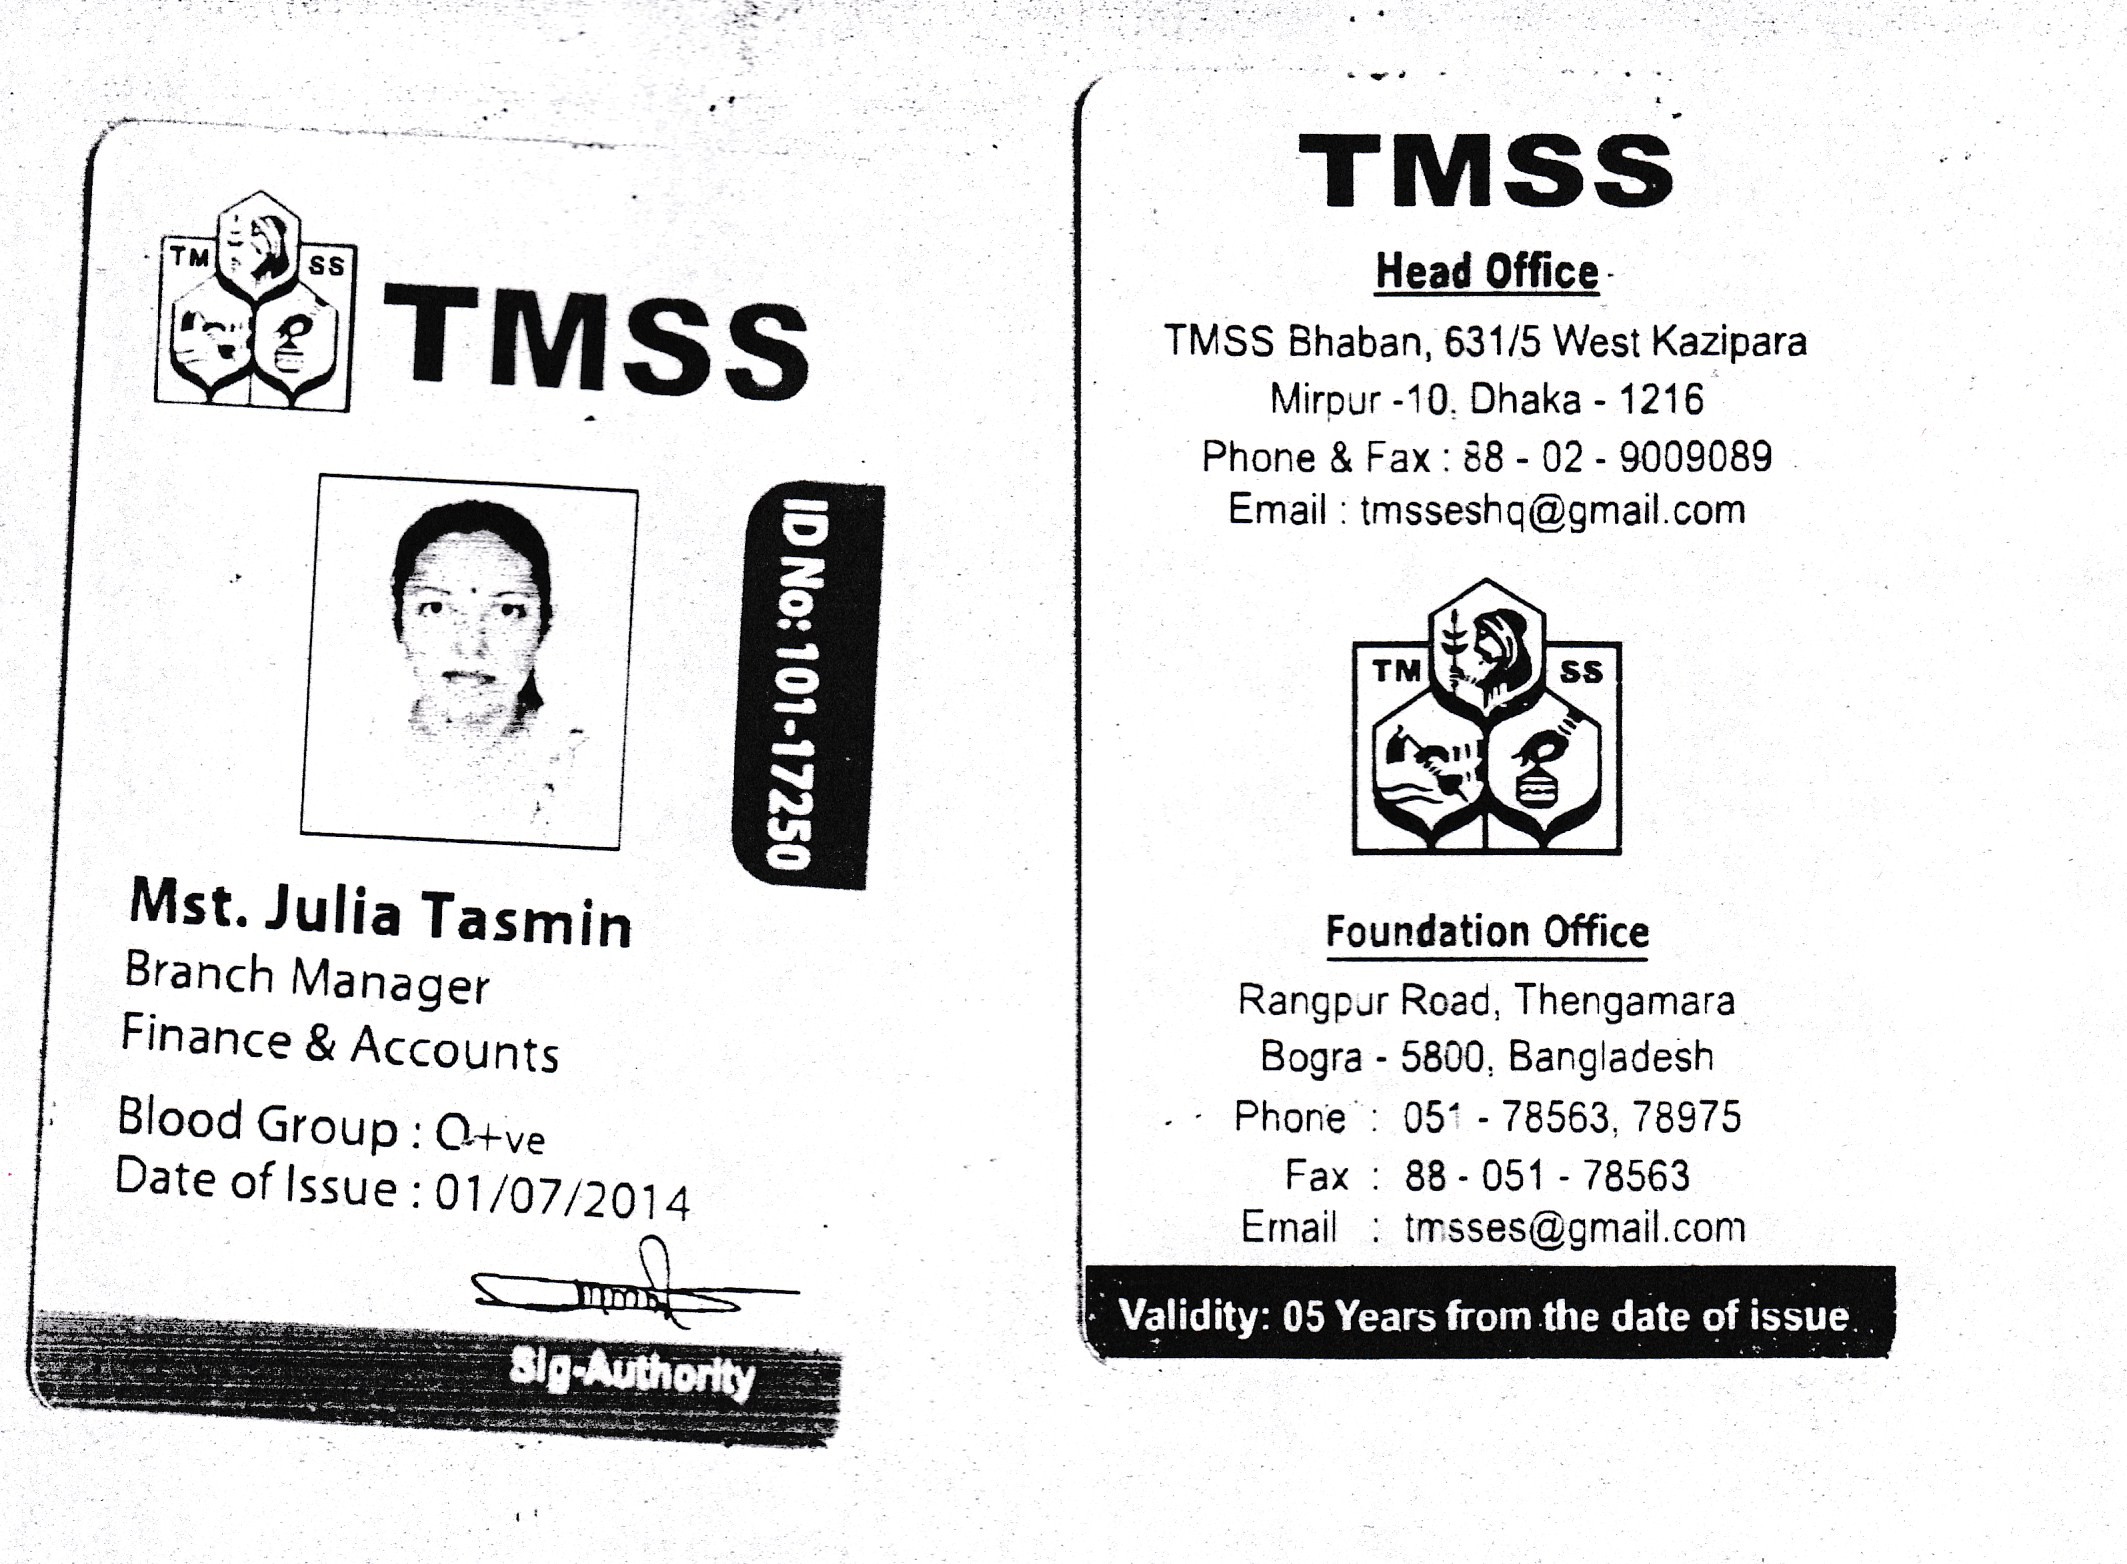 TM SS
TMSS
ID No: 101-17250
Mst. Julia Tasmin
Branch Manager
Finance & Accounts
Blood Group : O+ve
Date of Issue : 01/07/2014
Sig-Authority
TMSS
Head Office
TMSS Bhaban, 631/5 West Kazipara
Mirpur -10, Dhaka - 1216
Phone & Fax : 88 - 02 - 9009089
Email : tmsseshq@gmail.com
TM SS
Foundation Office
Rangpur Road, Thengamara
Bogra - 5800, Bangladesh
Phone : 051 - 78563, 78975
Fax : 88 - 051 - 78563
Email : tmsses@gmail.com
Validity: 05 Years from the date of issue